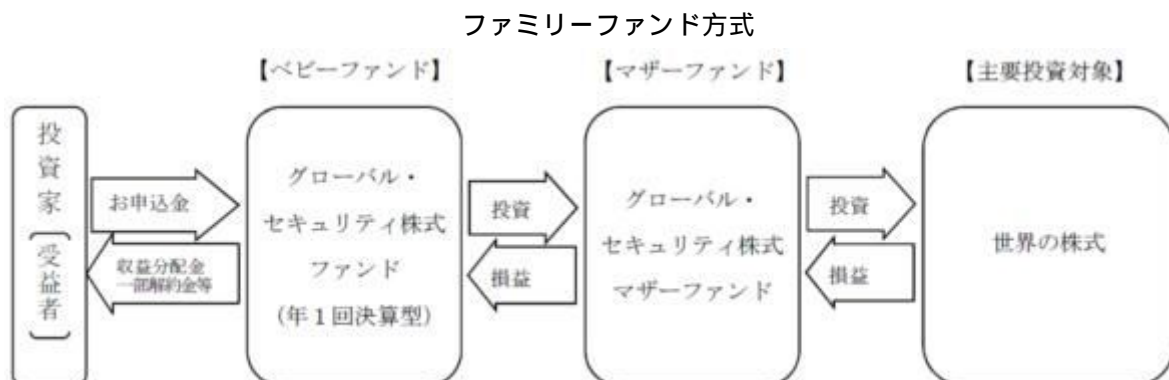 ファミリーファンド方式
【ベビーファンド】
【マザーファンド】
【主要投資対象】
投資家〔受益者〕
お申込金
収益分配金
一部解約金等
グローバル・
セキュリティ株式
ファンド
(年１回決算型)
投資
損益
グローバル・
セキュリティ株式
マザーファンド
投資
損益
世界の株式